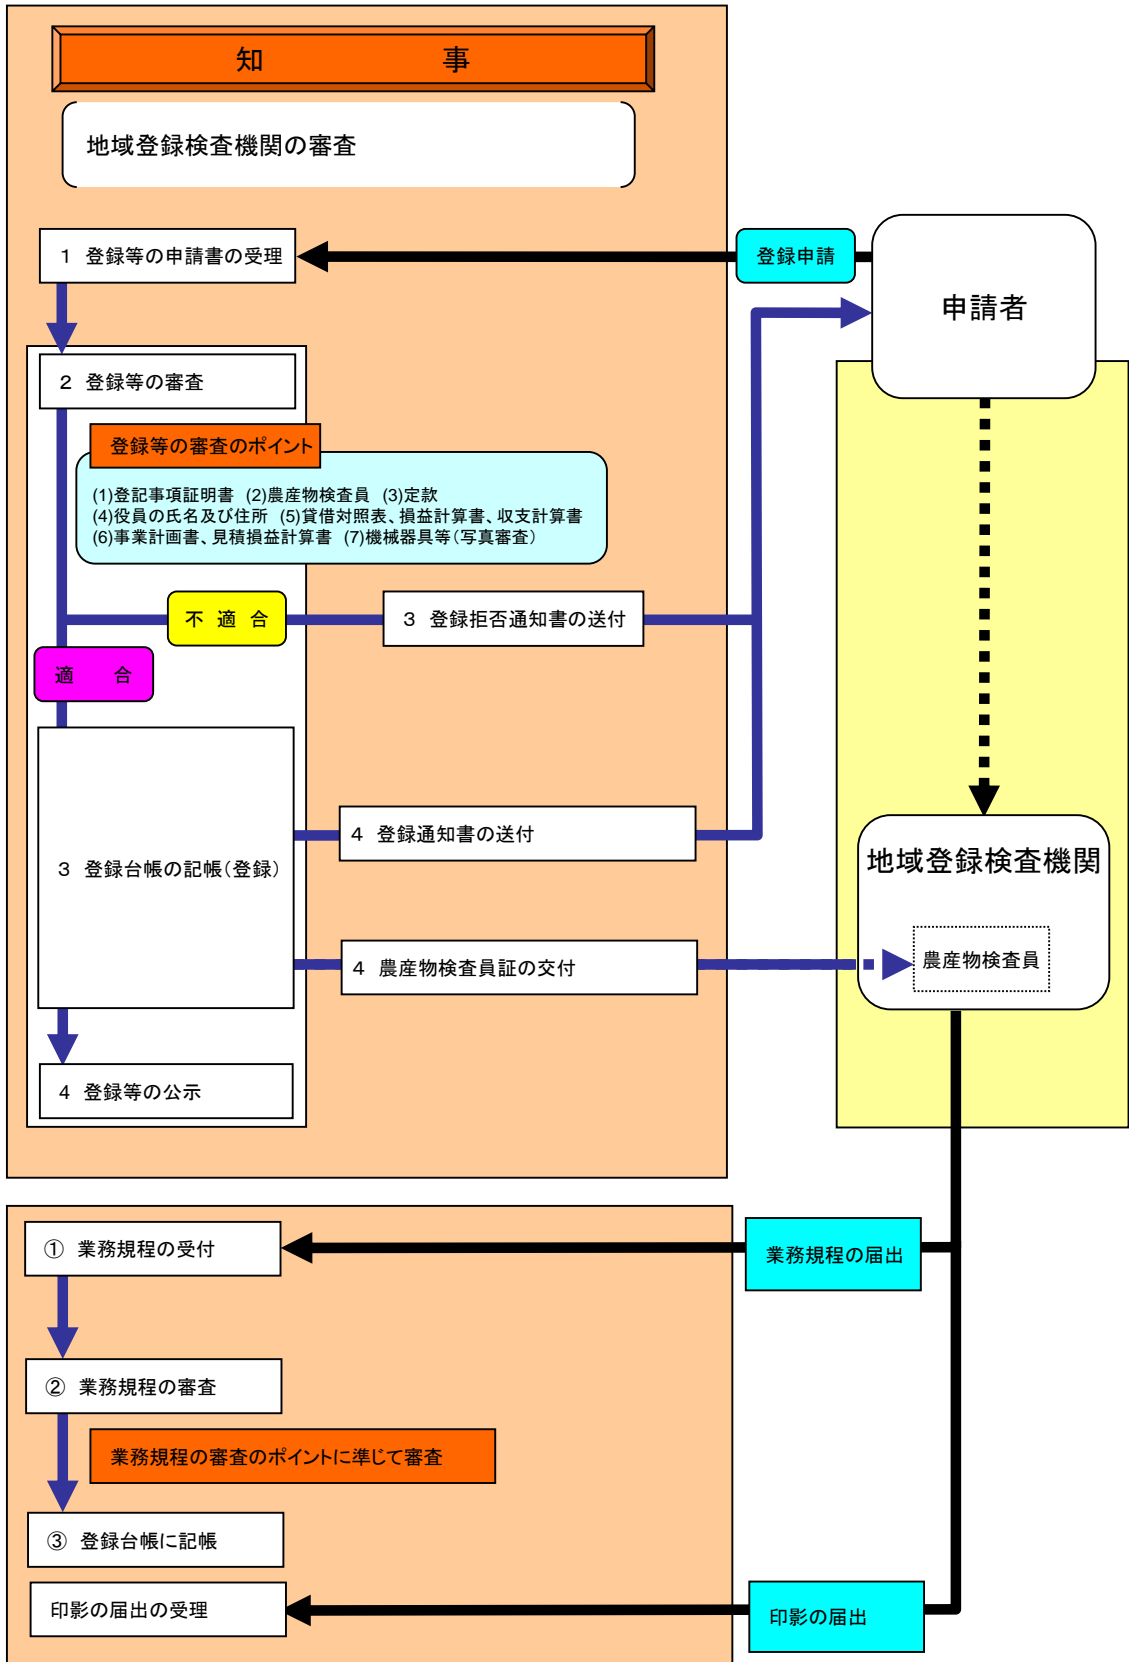 知　事
地域登録検査機関の審査
1　登録等の申請書の受理
登録申請
申請者
2　登録等の審査
登録等の審査のポイント
(1)登記事項証明書 (2)農産物検査員 (3)定款
(4)役員の氏名及び住所 (5)貸借対照表、損益計算書、収支計算書
(6)事業計画書、見積損益計算書 (7)機械器具等(写真審査)
不 適 合
3　登録拒否通知書の送付
適　合
4　登録通知書の送付
地域登録検査機関
3　登録台帳の記帳(登録)
4　農産物検査員証の交付
農産物検査員
4　登録等の公示
①　業務規程の受付
業務規程の届出
②　業務規程の審査
業務規程の審査のポイントに準じて審査
③　登録台帳に記帳
印影の届出の受理
印影の届出